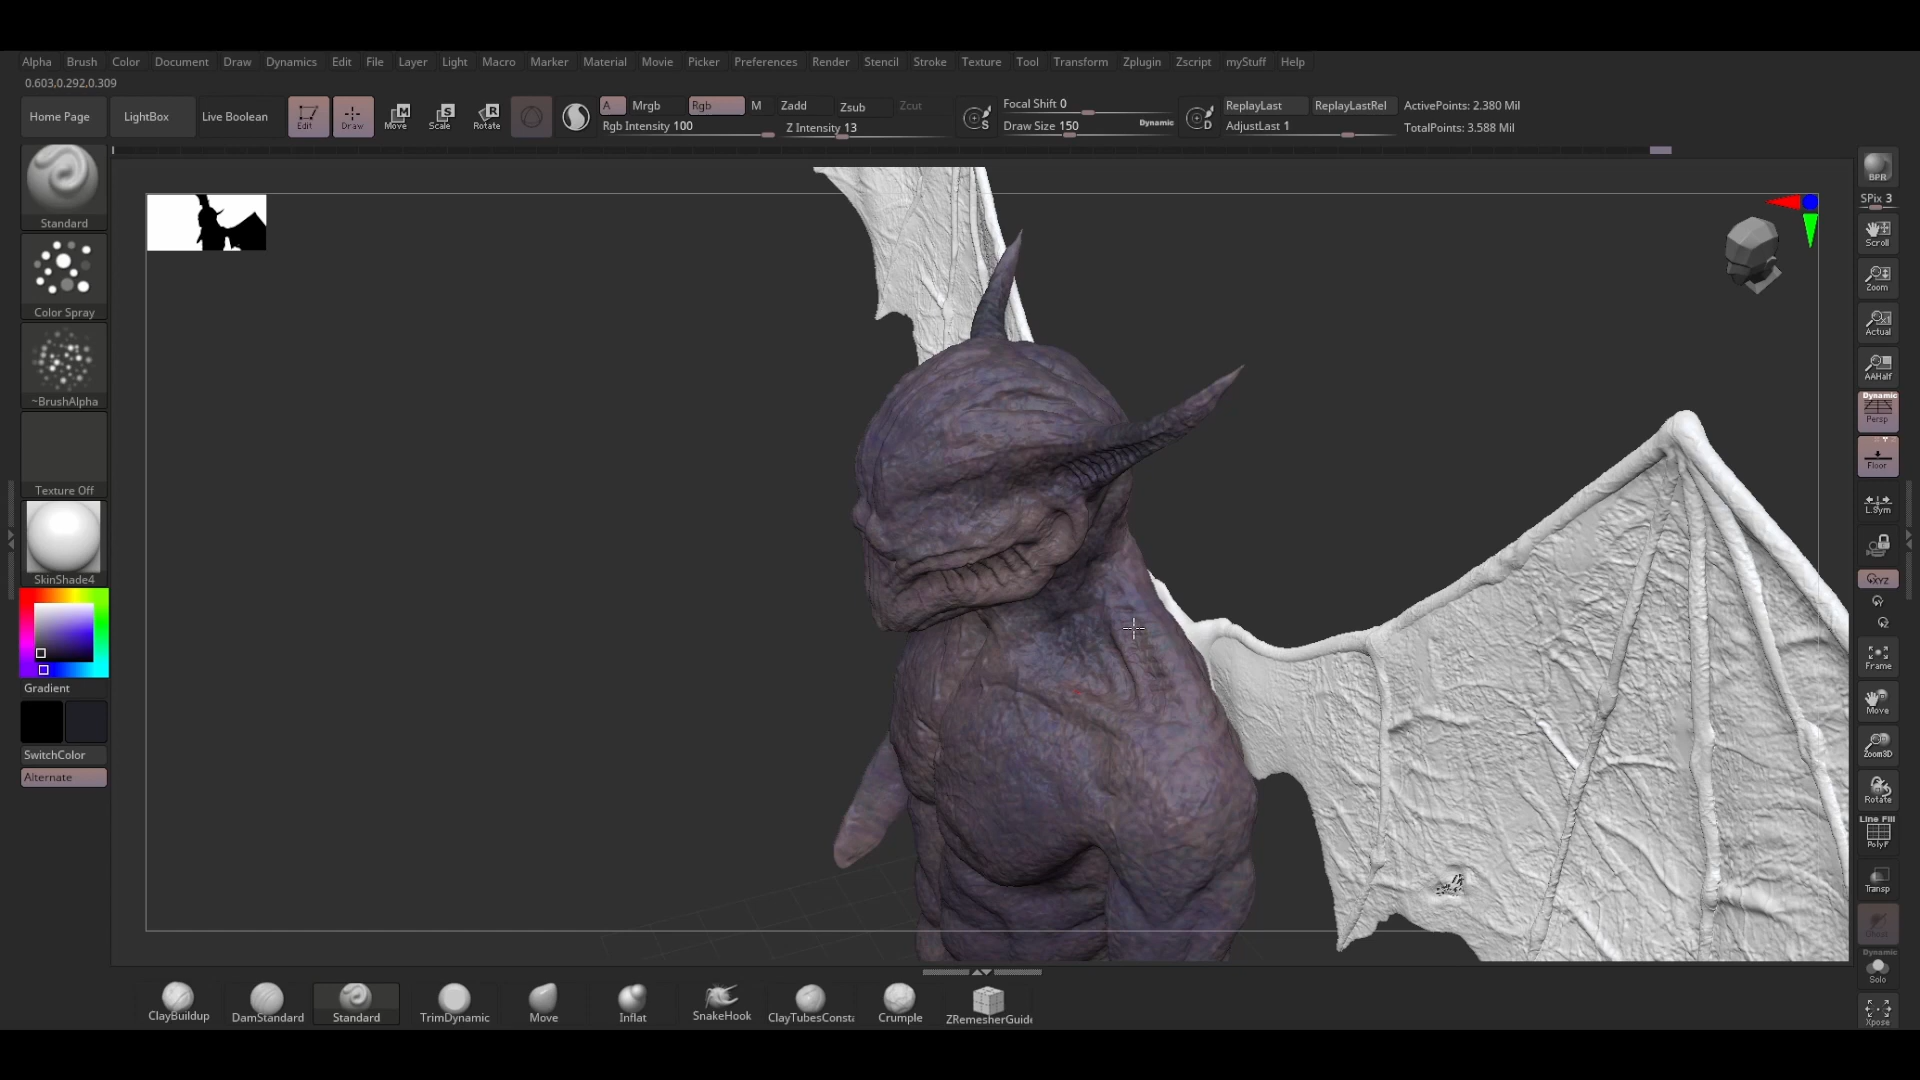 Alpha Brush Color Document Draw Dynamics Edit File Layer Light Macro Marker Material Movie Picker Preferences Render Stencil Stroke Texture Tool Transform Zplugin Zscript myStuff Help
0.603,0.292,0.309
Home Page LightBox Live Boolean Edit Draw Move Scale Rotate
A Mrgb Rgb M Zadd Zsub Zcut
Rgb Intensity 100 Z Intensity 13
S Focal Shift 0
Draw Size 150 Dynamic
D ReplayLast ReplayLastRel ActivePoints: 2.380 Mil
AdjustLast 1 TotalPoints: 3.588 Mil
Standard
Color Spray
~BrushAlpha
Texture Off
SkinShade4
Gradient
SwitchColor
Alternate
BPR
SPix 3
Scroll
Zoom
Actual
AAHalf
Dynamic
Persp
Floor
L.Sym
XYZ
Y
Z
Frame
Move
Zoom3D
Rotate
Line Fill
PolyF
Transp
Ghost
Dynamic
Solo
Xpose
ClayBuildup DamStandard Standard TrimDynamic Move Inflat SnakeHook ClayTubesConsta Crumple ZRemesherGuide